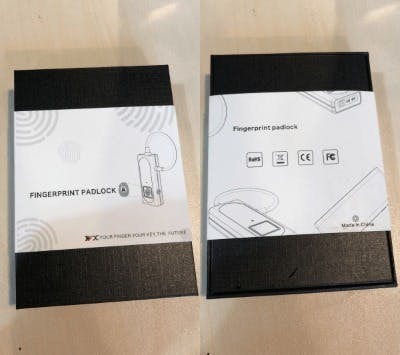 FINGERPRINT PADLOCK
YOUR FINGER YOUR KEY, THE FUTURE
Fingerprint padlock
RoHS
CE
FC
Made in China